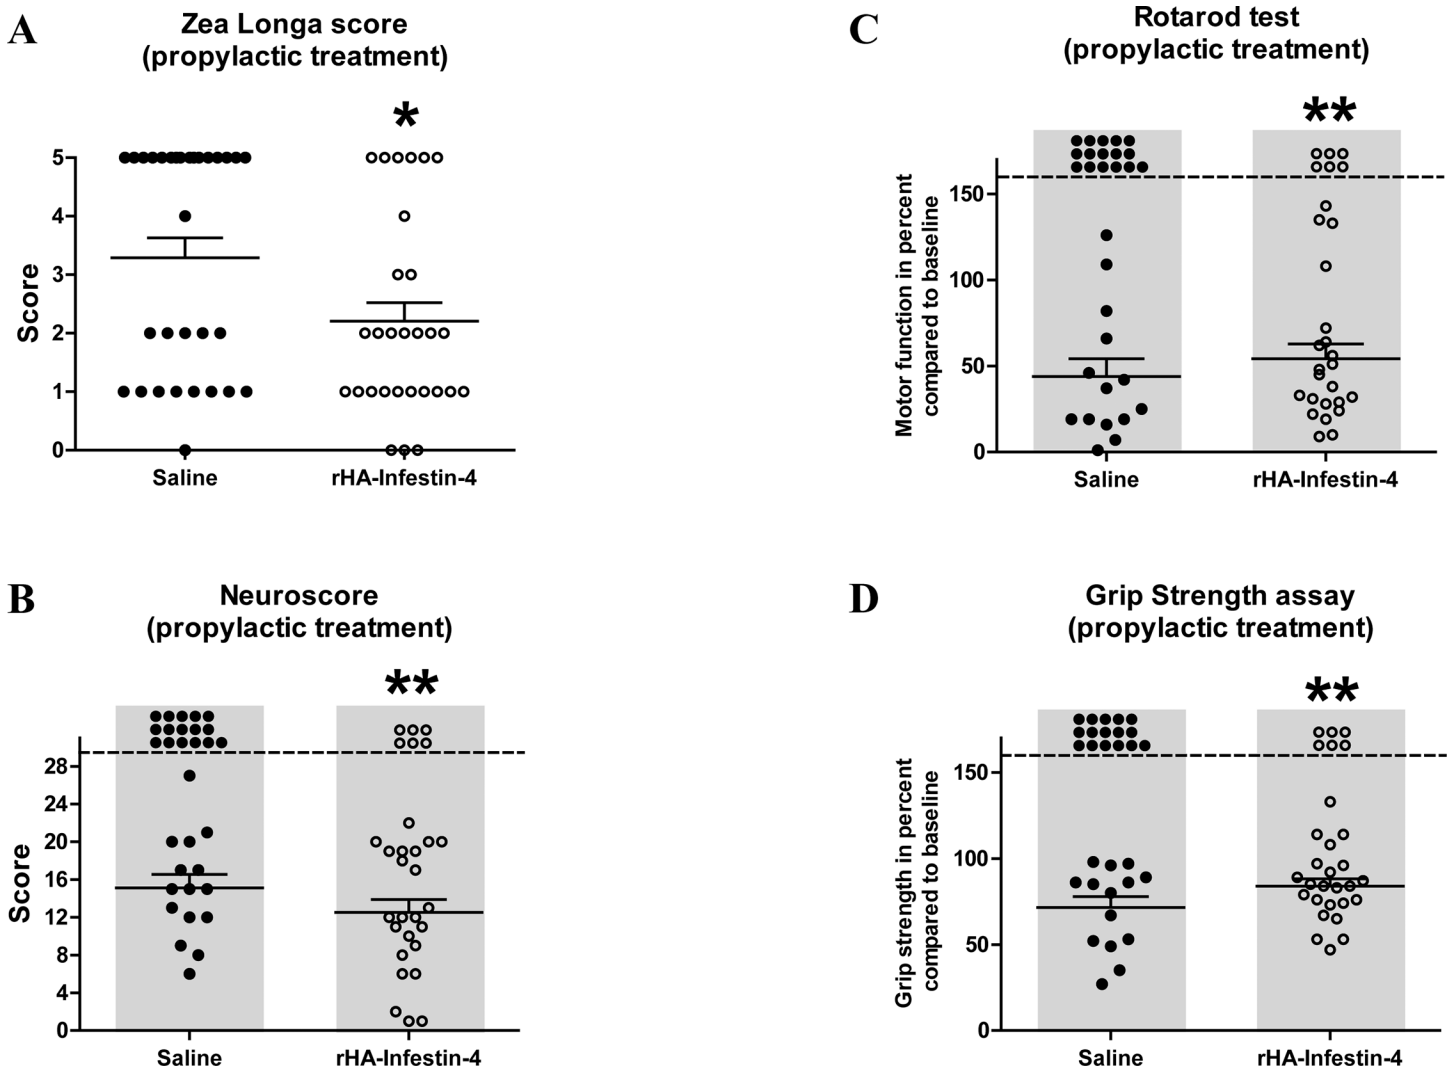 A
Zea Longa score
(propylactic treatment)
*
Score
5
4
3
2
1
0
Saline
rHA-Infestin-4
B
Neuroscore
(propylactic treatment)
**
Score
28
24
20
16
12
8
4
0
Saline
rHA-Infestin-4
C
Rotarod test
(propylactic treatment)
**
Motor function in percent
compared to baseline
150
100
50
0
Saline
rHA-Infestin-4
D
Grip Strength assay
(propylactic treatment)
**
Grip strength in percent
compared to baseline
150
100
50
0
Saline
rHA-Infestin-4